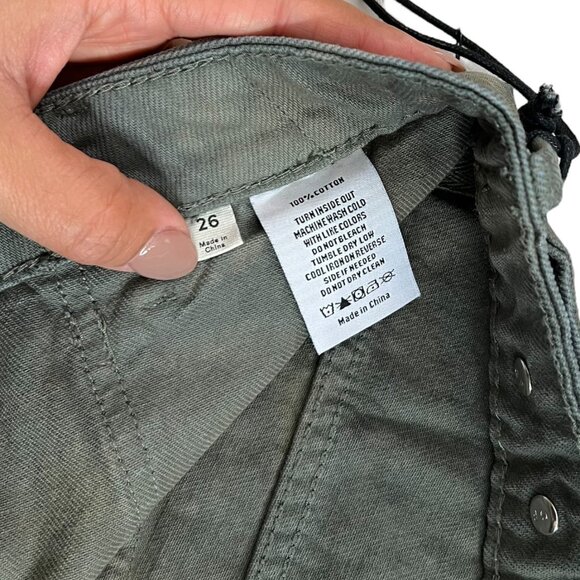 26
Made in
China
100% COTTON
TURN INSIDE OUT
MACHINE WASH COLD
WITH LIKE COLORS
DO NOT BLEACH
TUMBLE DRY LOW
COOL IRON ON REVERSE
SIDE IF NEEDED
DO NOT DRY CLEAN
Made in China